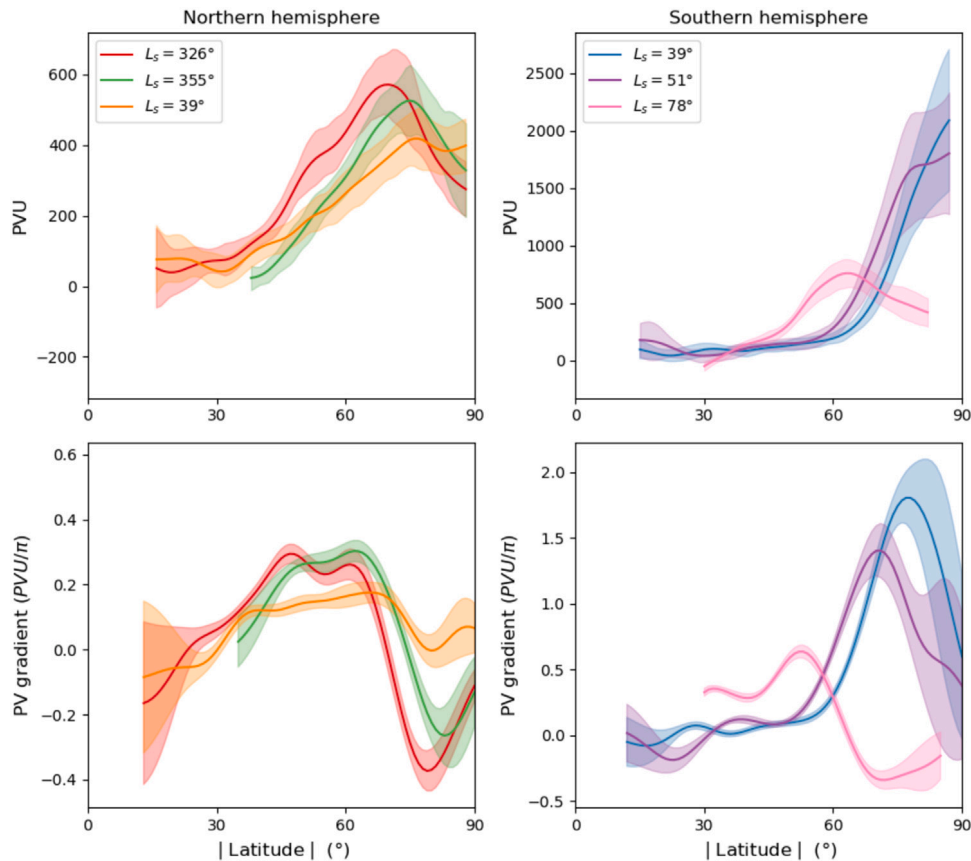 Northern hemisphere
L_s = 326°
L_s = 355°
L_s = 39°
PVU
600
400
200
0
−200
0 30 60 90
Southern hemisphere
L_s = 39°
L_s = 51°
L_s = 78°
PVU
2500
2000
1500
1000
500
0
0 30 60 90
PV gradient (PVU/π)
0.6
0.4
0.2
0.0
−0.2
−0.4
0 30 60 90
| Latitude | (°)
PV gradient (PVU/π)
2.0
1.5
1.0
0.5
0.0
−0.5
0 30 60 90
| Latitude | (°)